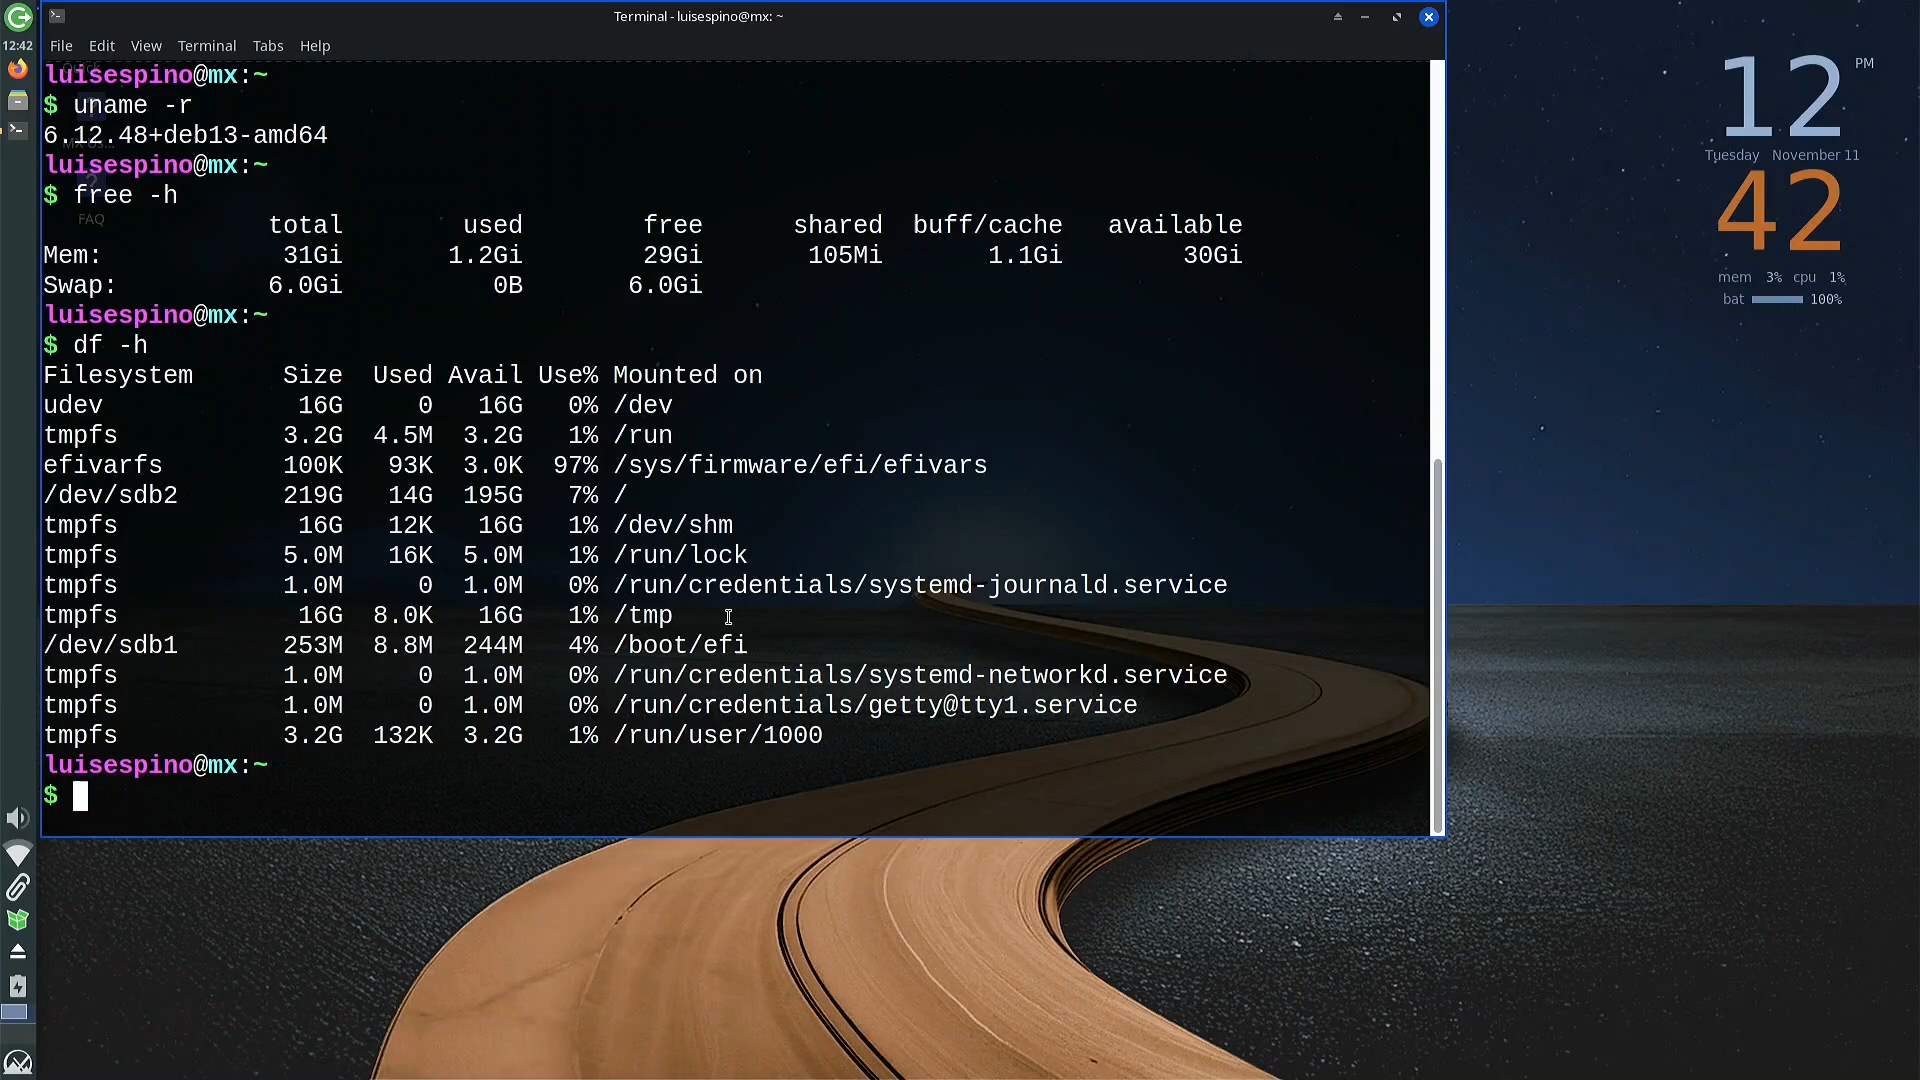 Terminal - luisespino@mx: ~
12:42
File Edit View Terminal Tabs Help
Quick
luisespino@mx:~
$ uname -r
6.12.48+deb13-amd64
luisespino@mx:~
$ free -h
FAQ
total used free shared buff/cache available
Mem: 31Gi 1.2Gi 29Gi 105Mi 1.1Gi 30Gi
Swap: 6.0Gi 0B 6.0Gi
luisespino@mx:~
$ df -h
Filesystem Size Used Avail Use% Mounted on
udev 16G 0 16G 0% /dev
tmpfs 3.2G 4.5M 3.2G 1% /run
efivarfs 100K 93K 3.0K 97% /sys/firmware/efi/efivars
/dev/sdb2 219G 14G 195G 7% /
tmpfs 16G 12K 16G 1% /dev/shm
tmpfs 5.0M 16K 5.0M 1% /run/lock
tmpfs 1.0M 0 1.0M 0% /run/credentials/systemd-journald.service
tmpfs 16G 8.0K 16G 1% /tmp
/dev/sdb1 253M 8.8M 244M 4% /boot/efi
tmpfs 1.0M 0 1.0M 0% /run/credentials/systemd-networkd.service
tmpfs 1.0M 0 1.0M 0% /run/credentials/getty@tty1.service
tmpfs 3.2G 132K 3.2G 1% /run/user/1000
luisespino@mx:~
$
12 PM
Tuesday November 11
42
mem 3% cpu 1%
bat 100%